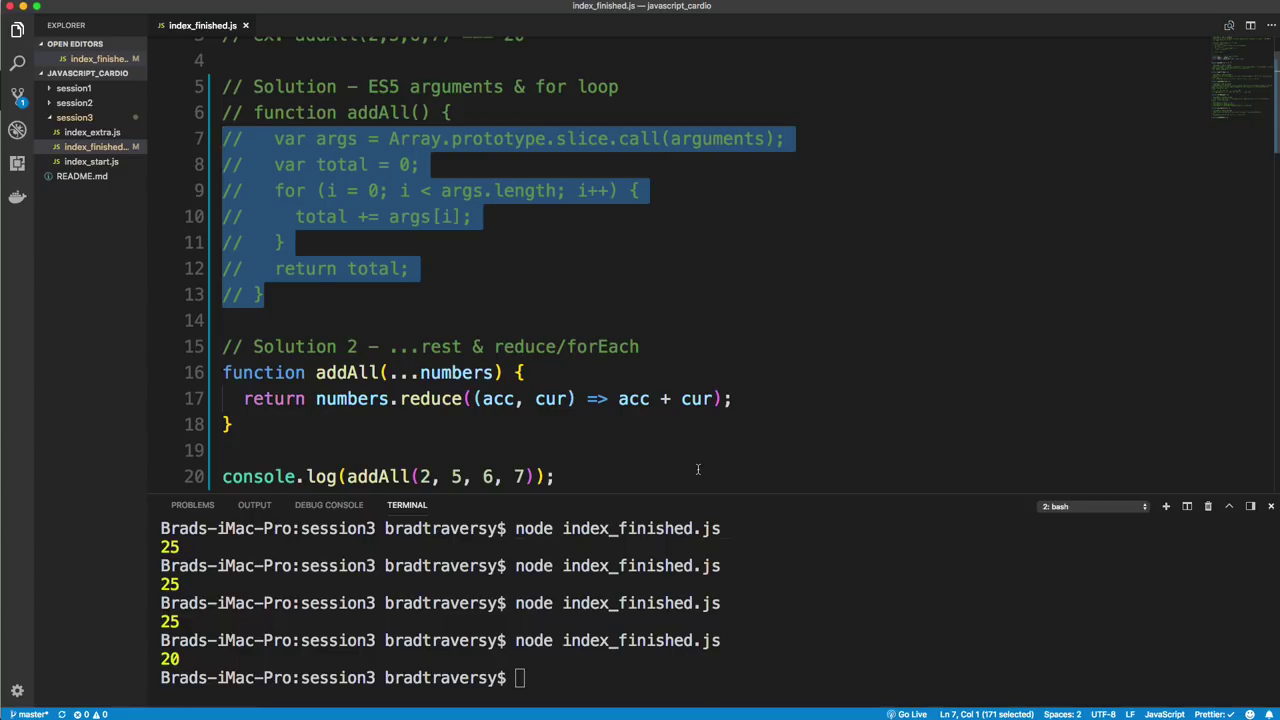 index_finished.js — javascript_cardio
EXPLORER
OPEN EDITORS
index_finishe.. M
JAVASCRIPT_CARDIO
session1
session2
session3
index_extra.js
index_finished... M
index_start.js
README.md
index_finished.js
4
5 // Solution – ES5 arguments & for loop
6 // function addAll() {
7 //   var args = Array.prototype.slice.call(arguments);
8 //   var total = 0;
9 //   for (i = 0; i < args.length; i++) {
10 //     total += args[i];
11 //   }
12 //   return total;
13 // }
14
15 // Solution 2 – ...rest & reduce/forEach
16 function addAll(...numbers) {
17   return numbers.reduce((acc, cur) => acc + cur);
18 }
19
20 console.log(addAll(2, 5, 6, 7));
PROBLEMS OUTPUT DEBUG CONSOLE TERMINAL 2: bash
Brads-iMac-Pro:session3 bradtraversy$ node index_finished.js
25
Brads-iMac-Pro:session3 bradtraversy$ node index_finished.js
25
Brads-iMac-Pro:session3 bradtraversy$ node index_finished.js
25
Brads-iMac-Pro:session3 bradtraversy$ node index_finished.js
20
Brads-iMac-Pro:session3 bradtraversy$
1
master* 0 0 Go Live Ln 7, Col 1 (171 selected) Spaces: 2 UTF-8 LF JavaScript Prettier: ✓